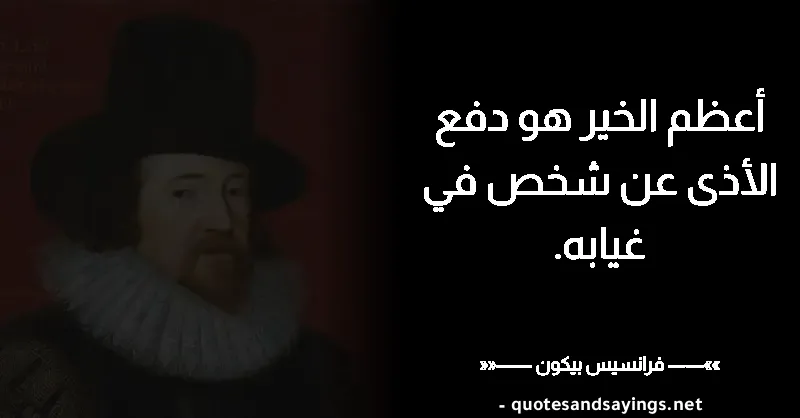 أعظم الخير هو دفع
الأذى عن شخص في
غيابه.
»»—— فرانسيس بيكون ——««
- quotesandsayings.net